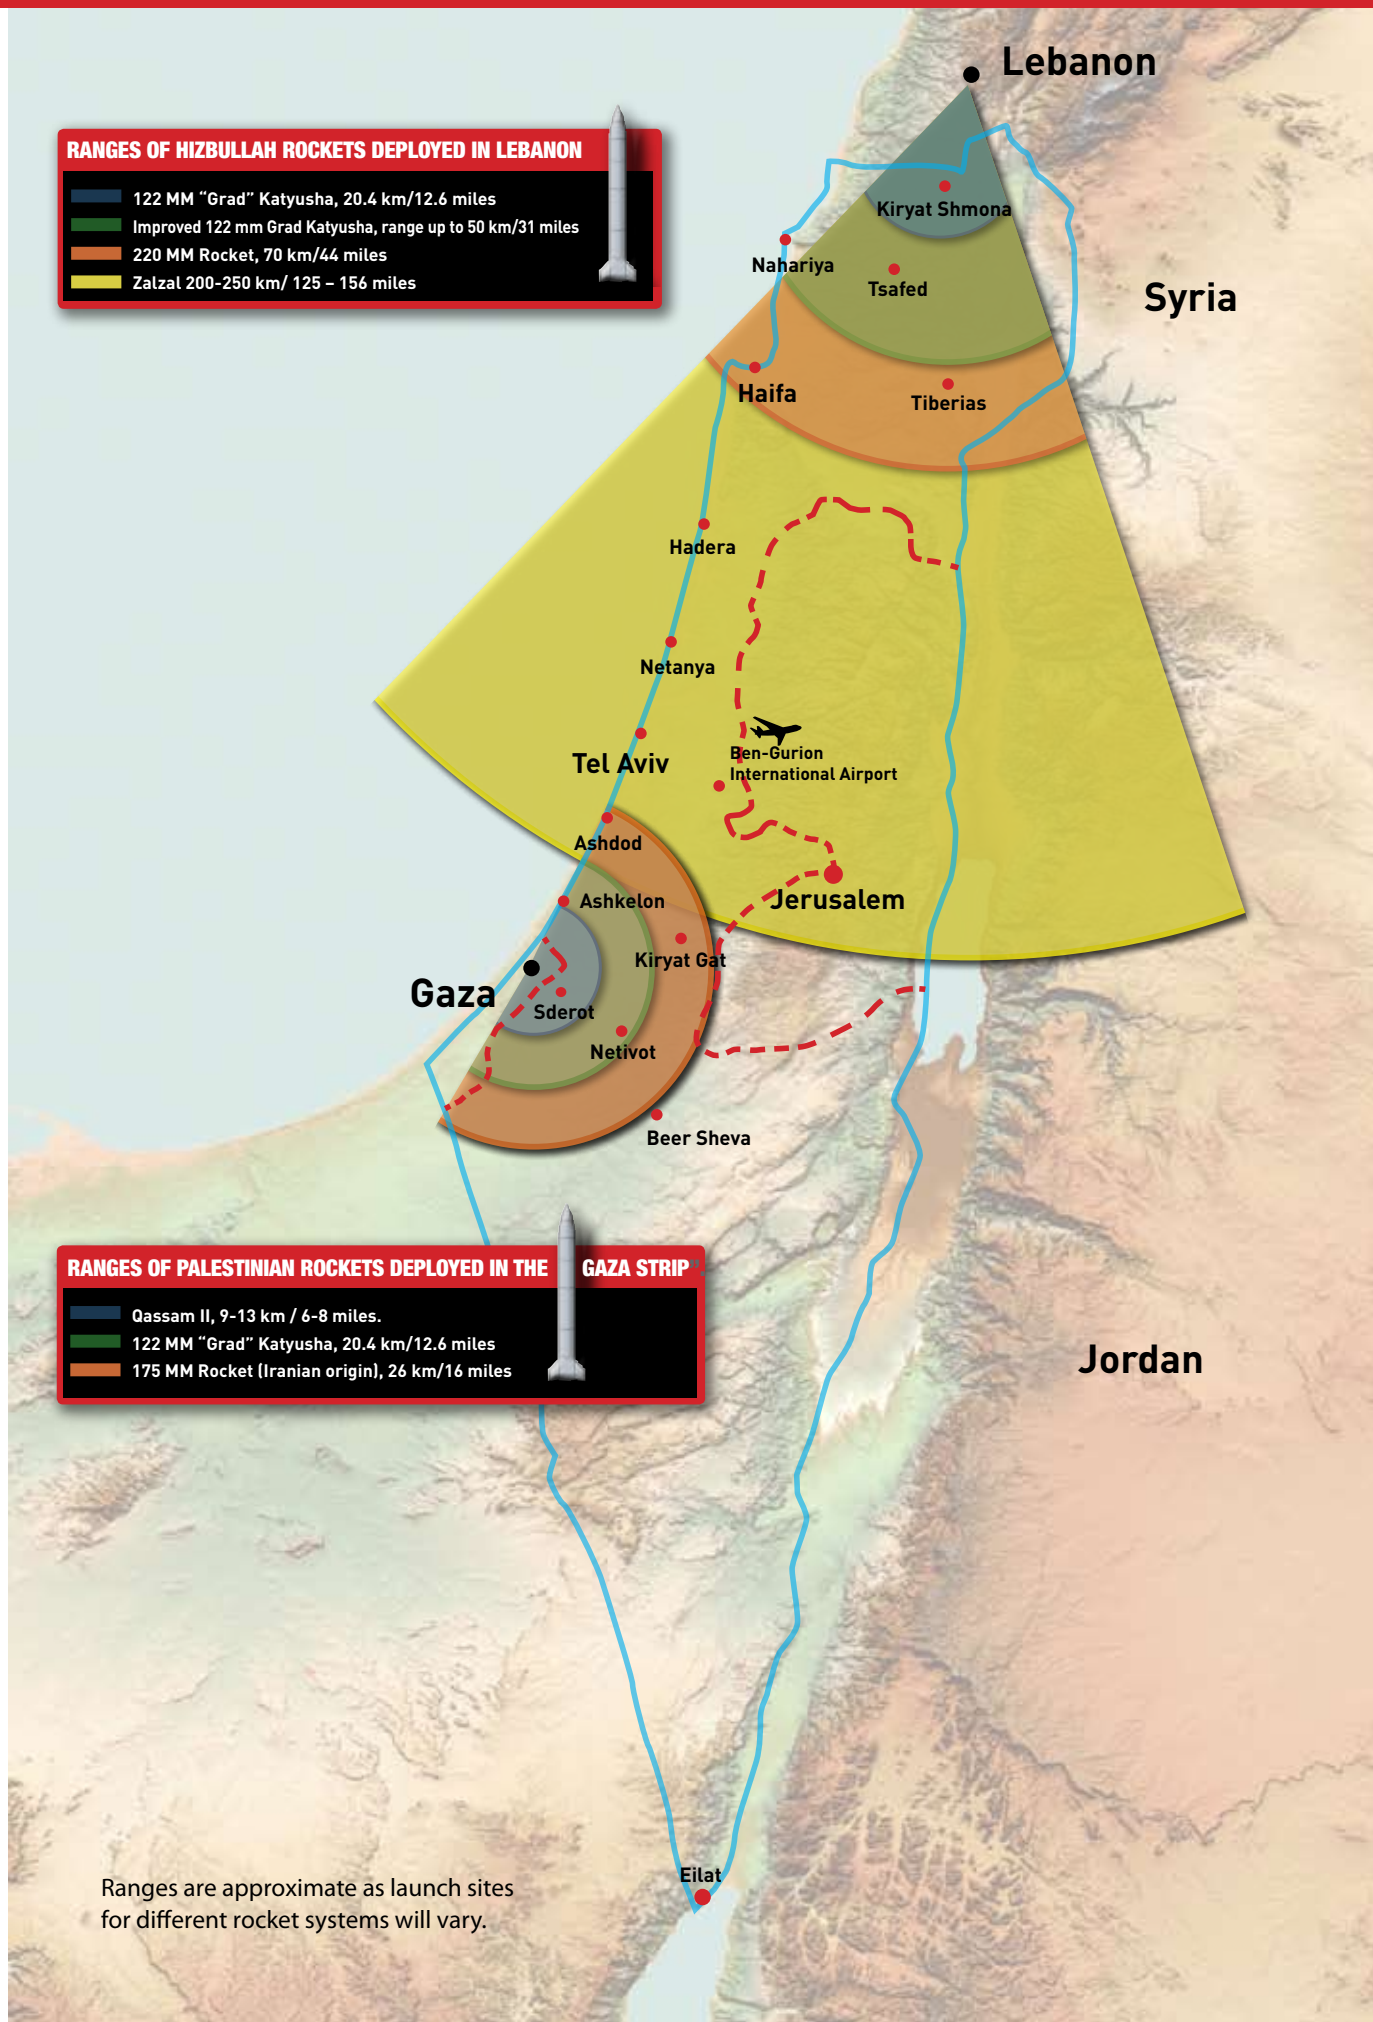 Lebanon
RANGES OF HIZBULLAH ROCKETS DEPLOYED IN LEBANON
122 MM “Grad” Katyusha, 20.4 km/12.6 miles
Improved 122 mm Grad Katyusha, range up to 50 km/31 miles
220 MM Rocket, 70 km/44 miles
Zalzal 200-250 km/ 125 – 156 miles
Kiryat Shmona
Nahariya
Tsafed
Syria
Haifa
Tiberias
Hadera
Netanya
Tel Aviv
Ben-Gurion
International Airport
Ashdod
Ashkelon
Jerusalem
Kiryat Gat
Gaza
Sderot
Netivot
Beer Sheva
RANGES OF PALESTINIAN ROCKETS DEPLOYED IN THE GAZA STRIP
Qassam II, 9-13 km / 6-8 miles.
122 MM “Grad” Katyusha, 20.4 km/12.6 miles
175 MM Rocket (Iranian origin), 26 km/16 miles
Jordan
Eilat
Ranges are approximate as launch sites
for different rocket systems will vary.